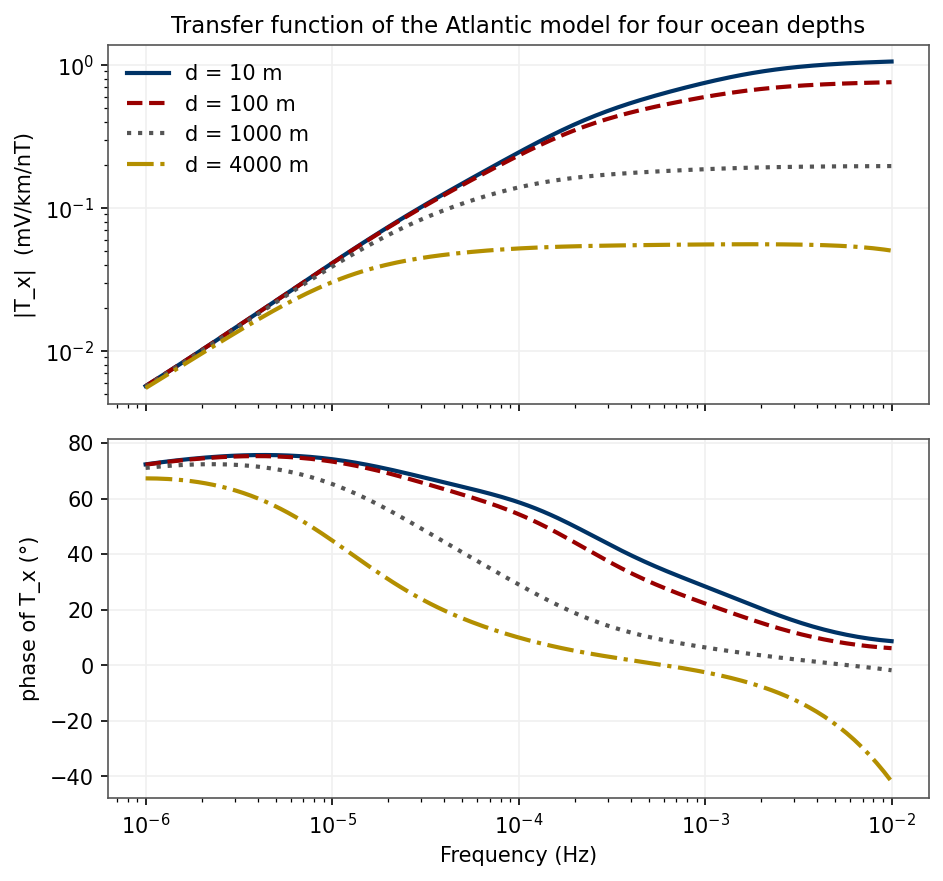 Transfer function of the Atlantic model for four ocean depths
|T_x| (mV/km/nT)
10⁰
10⁻¹
10⁻²
d = 10 m
d = 100 m
d = 1000 m
d = 4000 m
phase of T_x (°)
80
60
40
20
0
−20
−40
10⁻⁶ 10⁻⁵ 10⁻⁴ 10⁻³ 10⁻²
Frequency (Hz)